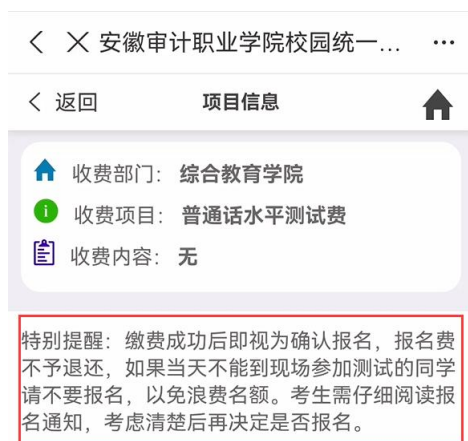 安徽审计职业学院校园统一...
返回 项目信息
收费部门： 综合教育学院
收费项目： 普通话水平测试费
收费内容： 无
特别提醒：缴费成功后即视为确认报名，报名费
不予退还，如果当天不能到现场参加测试的同学
请不要报名，以免浪费名额。考生需仔细阅读报
名通知，考虑清楚后再决定是否报名。